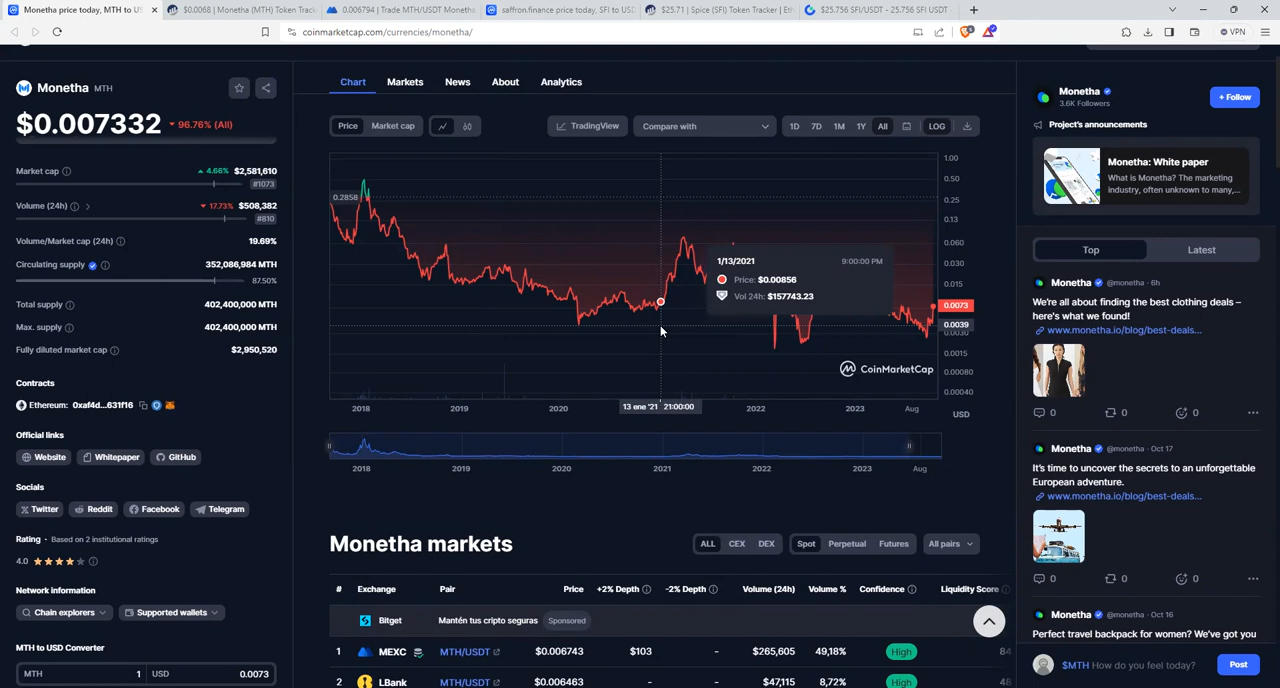 Monetha price today, MTH to US
$0.0068 | Monetha (MTH) Token Track
0.006794 | Trade MTH/USDT Moneth
saffron.finance price today, SFI to USD
$25.71 | Spice (SFI) Token Tracker | Eth
$25.756 SFI/USDT - 25.756 SFI USDT
coinmarketcap.com/currencies/monetha/
VPN
Monetha MTH
$0.007332 96.76% (All)
Market cap 4.66% $2,581,610
#1073
Volume (24h) 17.73% $508,382
#810
Volume/Market cap (24h) 19.69%
Circulating supply 352,086,984 MTH
87.50%
Total supply 402,400,000 MTH
Max. supply 402,400,000 MTH
Fully diluted market cap $2,950,520
Contracts
Ethereum: 0xaf4d...631f16
Official links
Website Whitepaper GitHub
Socials
Twitter Reddit Facebook Telegram
Rating · Based on 2 institutional ratings
4.0
Network information
Chain explorers Supported wallets
MTH to USD Converter
MTH 1 USD 0.0073
Chart Markets News About Analytics
Price Market cap TradingView Compare with 1D 7D 1M 1Y All LOG
1.00
0.50
0.2858
0.25
0.13
0.060
0.030
0.015
0.0073
0.0039
0.0030
0.0015
0.00080
0.00040
USD
1/13/2021 9:00:00 PM
Price: $0.00856
Vol 24h: $157743.23
CoinMarketCap
2018 2019 2020 13 ene '21 21:00:00 2022 2023 Aug
2018 2019 2020 2021 2022 2023 Aug
Monetha markets
ALL CEX DEX Spot Perpetual Futures All pairs
# Exchange Pair Price +2% Depth -2% Depth Volume (24h) Volume % Confidence Liquidity Score
Bitget Mantén tus cripto seguras Sponsored
1 MEXC MTH/USDT $0.006743 $103 - $265,605 49,18% High 84
2 LBank MTH/USDT $0.006463 - - $47,115 8,72% High 48
Monetha
3.6K Followers
+ Follow
Project's announcements
Monetha: White paper
What is Monetha? The marketing
industry, often unknown to many,...
Top Latest
Monetha @monetha · 6h
We're all about finding the best clothing deals –
here's what we found!
www.monetha.io/blog/best-deals...
0 0 0
Monetha @monetha · Oct 17
It's time to uncover the secrets to an unforgettable
European adventure.
www.monetha.io/blog/best-deals...
0 0 0
Monetha @monetha · Oct 16
Perfect travel backpack for women? We've got you
$MTH How do you feel today? Post